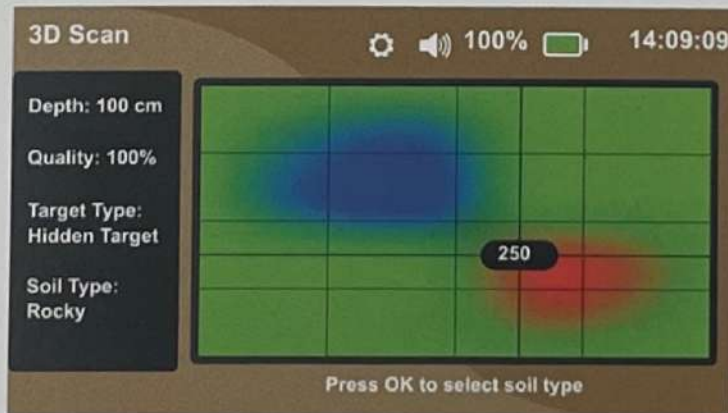 3D Scan
100%
14:09:09
Depth: 100 cm
Quality: 100%
Target Type:
Hidden Target
Soil Type:
Rocky
250
Press OK to select soil type